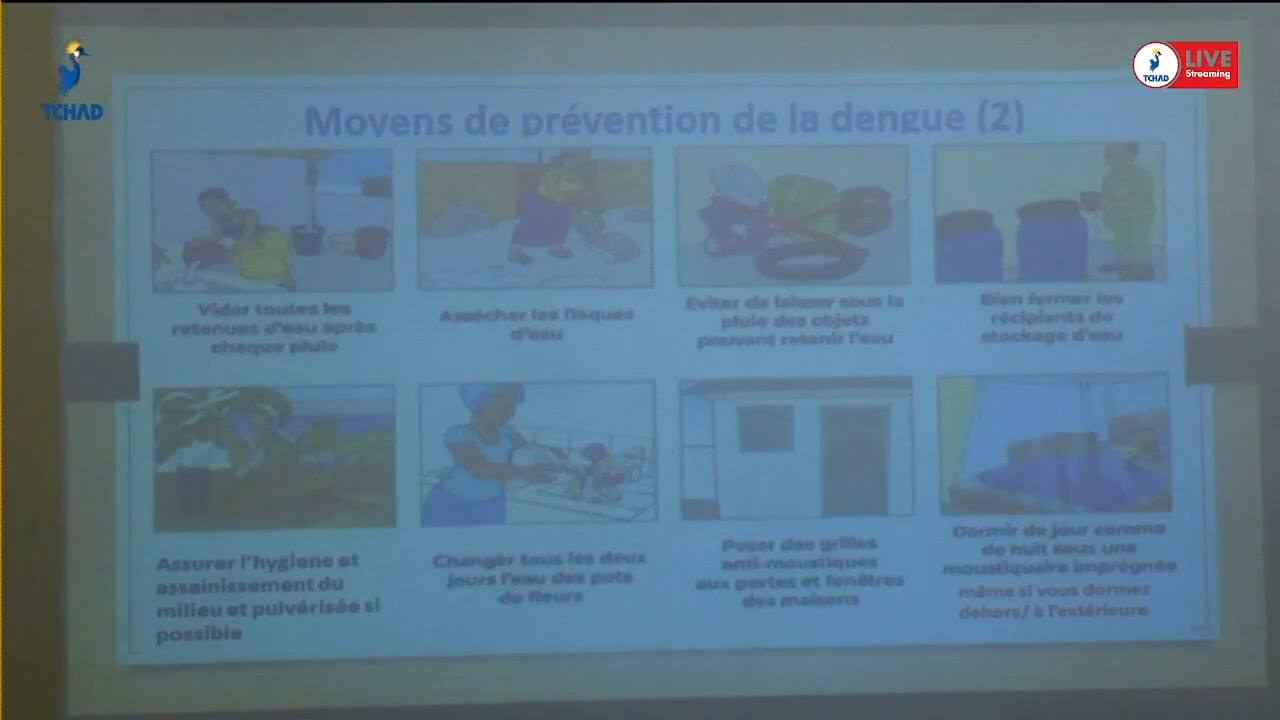 TCHAD
TCHAD
LIVE
Streaming
Moyens de prévention de la dengue (2)
Vider toutes les
retenues d'eau après
chaque pluie
Assécher les flaques
d'eau
Eviter de laisser sous la
pluie des objets
pouvant retenir l'eau
Bien fermer les
récipients de
stockage d'eau
Assurer l'hygiene et
assainissement du
milieu et pulvérisée si
possible
Changer tous les deux
jours l'eau des pots
de fleurs
Poser des grilles
anti-moustiques
aux portes et fenêtres
des maisons
Dormir de jour comme
de nuit sous une
moustiquaire imprégnée
même si vous dormez
dehors/ à l'extérieure